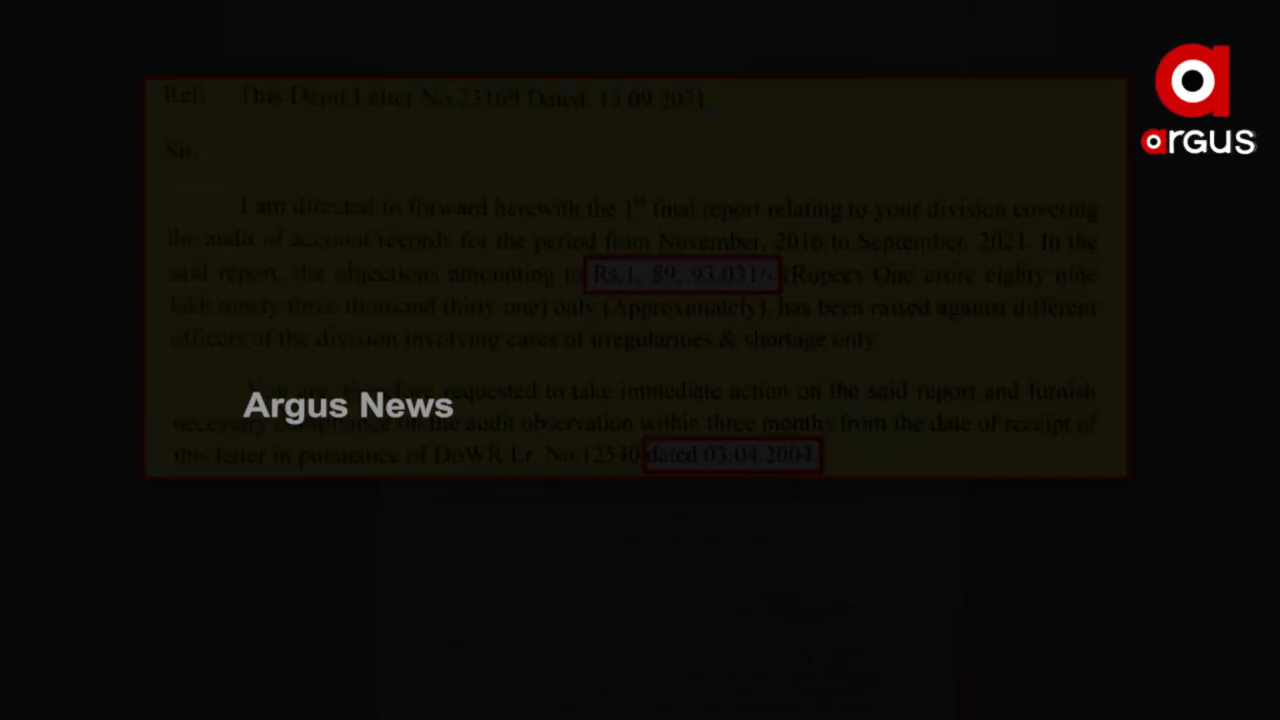 argus
Ref: This Deptt.Letter No.23169 Dated. 13.09.2021.
Sir,
I am directed to forward herewith the 1st final report relating to your division covering
the audit of account/records for the period from November, 2016 to September, 2021. In the
said report, the objections amounting to Rs.1, 89, 93.031/- (Rupees One crore eighty nine
lakh ninety three thousand thirty one) only (Approximately), has been raised against different
officers of the division involving cases of irregularities & shortage only.
You are, therefore requested to take immediate action on the said report and furnish
Argus News
necessary compliance on the audit observation within three months from the date of receipt of
this letter in pursuance of DoWR Lr. No.12540 dated 03.04.2004.